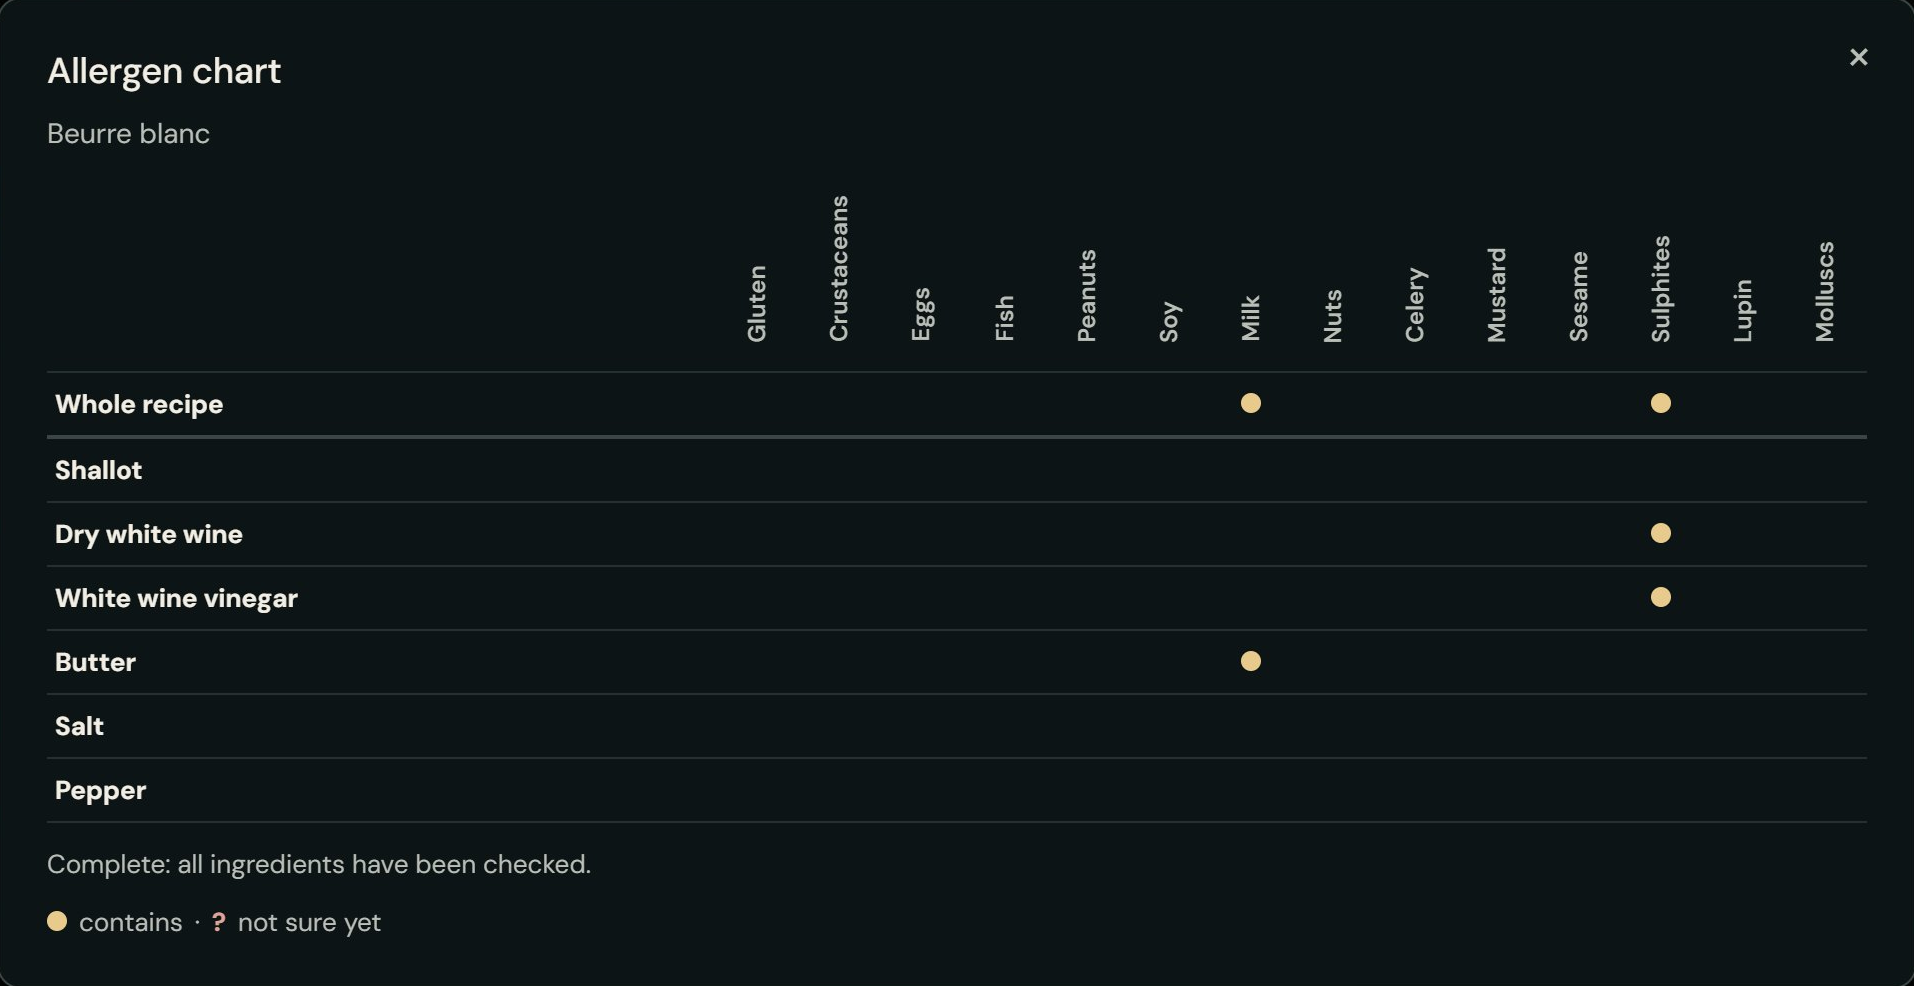 Allergen chart
×
Beurre blanc
Gluten Crustaceans Eggs Fish Peanuts Soy Milk Nuts Celery Mustard Sesame Sulphites Lupin Molluscs
Whole recipe
Shallot
Dry white wine
White wine vinegar
Butter
Salt
Pepper
Complete: all ingredients have been checked.
contains · ? not sure yet